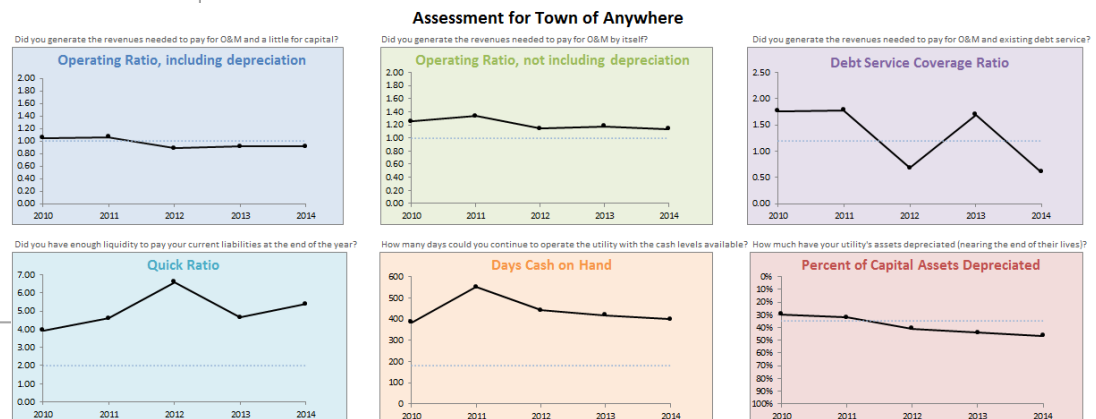 Assessment for Town of Anywhere
Did you generate the revenues needed to pay for O&M and a little for capital?
Operating Ratio, including depreciation
2.00
1.80
1.60
1.40
1.20
1.00
0.80
0.60
0.40
0.20
0.00
2010 2011 2012 2013 2014
Did you generate the revenues needed to pay for O&M by itself?
Operating Ratio, not including depreciation
2.00
1.80
1.60
1.40
1.20
1.00
0.80
0.60
0.40
0.20
0.00
2010 2011 2012 2013 2014
Did you generate the revenues needed to pay for O&M and existing debt service?
Debt Service Coverage Ratio
2.50
2.00
1.50
1.00
0.50
0.00
2010 2011 2012 2013 2014
Did you have enough liquidity to pay your current liabilities at the end of the year?
Quick Ratio
7.00
6.00
5.00
4.00
3.00
2.00
1.00
0.00
2010 2011 2012 2013 2014
How many days could you continue to operate the utility with the cash levels available?
Days Cash on Hand
600
500
400
300
200
100
0
2010 2011 2012 2013 2014
How much have your utility's assets depreciated (nearing the end of their lives)?
Percent of Capital Assets Depreciated
0%
10%
20%
30%
40%
50%
60%
70%
80%
90%
100%
2010 2011 2012 2013 2014